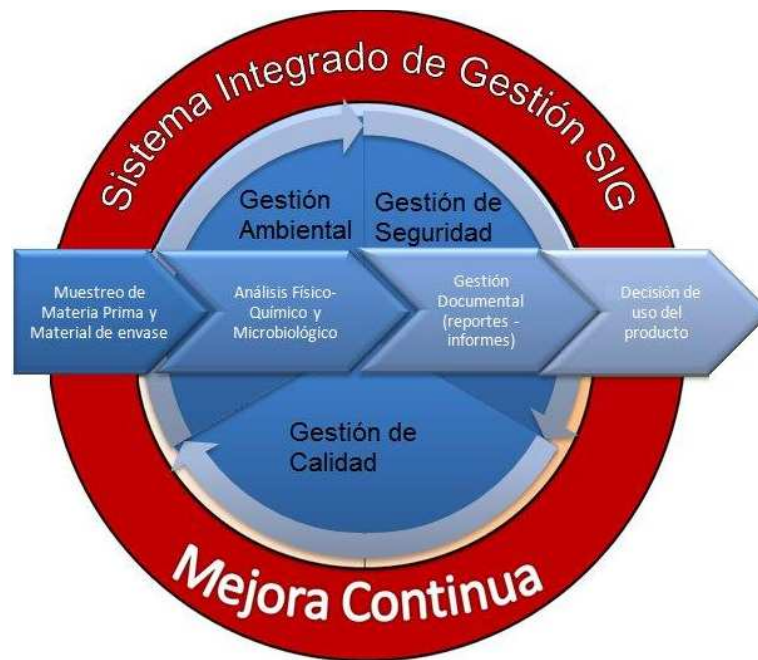 Sistema Integrado de Gestión SIG
Gestión
Ambiental
Gestión de
Seguridad
Muestreo de
Materia Prima y
Material de envase
Análisis Físico-
Químico y
Microbiológico
Gestión
Documental
(reportes -
informes)
Decisión de
uso del
producto
Gestión de
Calidad
Mejora Continua